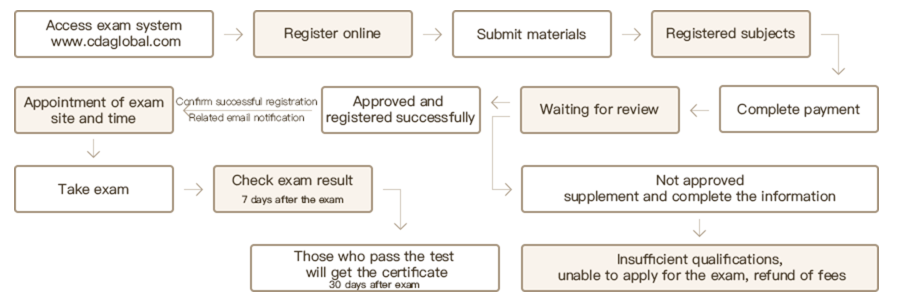 Access exam system
www.cdaglobal.com
Register online
Submit materials
Registered subjects
Complete payment
Waiting for review
Approved and
registered successfully
Confirm successful registration
Related email notification
Appointment of exam
site and time
Take exam
Check exam result
7 days after the exam
Not approved
supplement and complete the information
Those who pass the test
will get the certificate
30 days after exam
Insufficient qualifications,
unable to apply for the exam, refund of fees